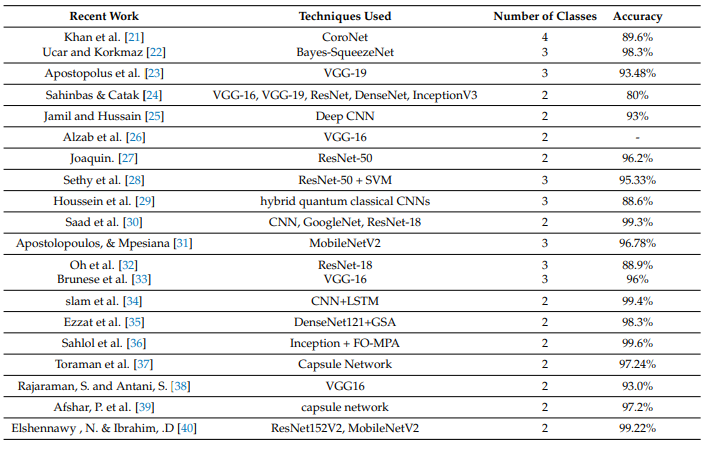 Recent Work Techniques Used Number of Classes Accuracy
Khan et al. [21] CoroNet 4 89.6%
Ucar and Korkmaz [22] Bayes-SqueezeNet 3 98.3%
Apostopolus et al. [23] VGG-19 3 93.48%
Sahinbas & Catak [24] VGG-16, VGG-19, ResNet, DenseNet, InceptionV3 2 80%
Jamil and Hussain [25] Deep CNN 2 93%
Alzab et al. [26] VGG-16 2 -
Joaquin. [27] ResNet-50 2 96.2%
Sethy et al. [28] ResNet-50 + SVM 3 95.33%
Houssein et al. [29] hybrid quantum classical CNNs 3 88.6%
Saad et al. [30] CNN, GoogleNet, ResNet-18 2 99.3%
Apostolopoulos, & Mpesiana [31] MobileNetV2 3 96.78%
Oh et al. [32] ResNet-18 3 88.9%
Brunese et al. [33] VGG-16 3 96%
slam et al. [34] CNN+LSTM 2 99.4%
Ezzat et al. [35] DenseNet121+GSA 2 98.3%
Sahlol et al. [36] Inception + FO-MPA 2 99.6%
Toraman et al. [37] Capsule Network 2 97.24%
Rajaraman, S. and Antani, S. [38] VGG16 2 93.0%
Afshar, P. et al. [39] capsule network 2 97.2%
Elshennawy , N. & Ibrahim, .D [40] ResNet152V2, MobileNetV2 2 99.22%